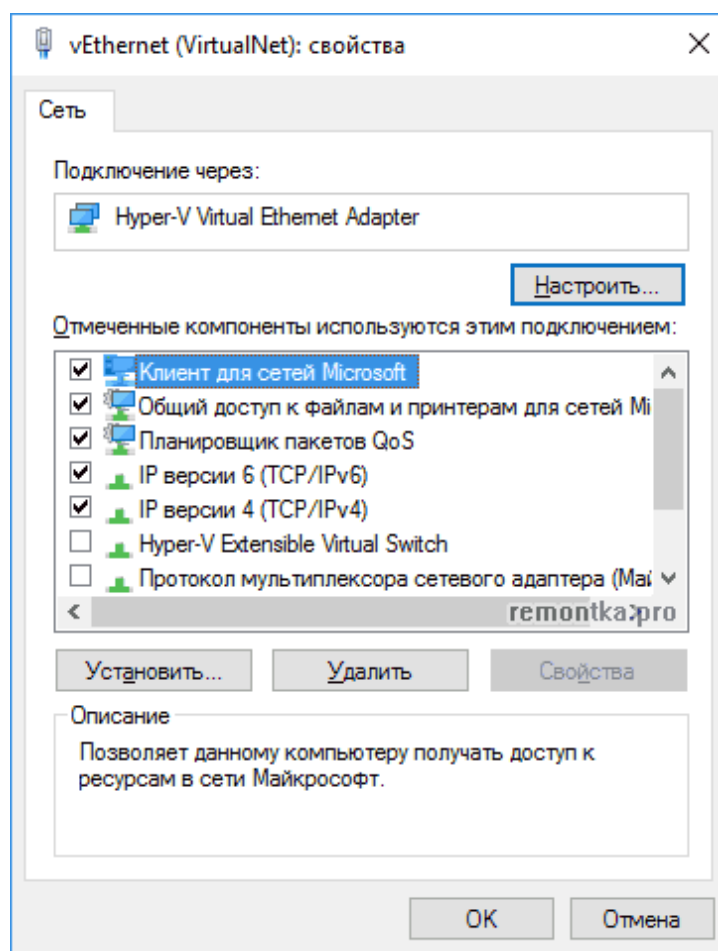 vEthernet (VirtualNet): свойства
Сеть
Подключение через:
Hyper-V Virtual Ethernet Adapter
Настроить...
Отмеченные компоненты используются этим подключением:
Клиент для сетей Microsoft
Общий доступ к файлам и принтерам для сетей Mi
Планировщик пакетов QoS
IP версии 6 (TCP/IPv6)
IP версии 4 (TCP/IPv4)
Hyper-V Extensible Virtual Switch
Протокол мультиплексора сетевого адаптера (Май
remontka.pro
Установить...
Удалить
Свойства
Описание
Позволяет данному компьютеру получать доступ к
ресурсам в сети Майкрософт.
OK
Отмена